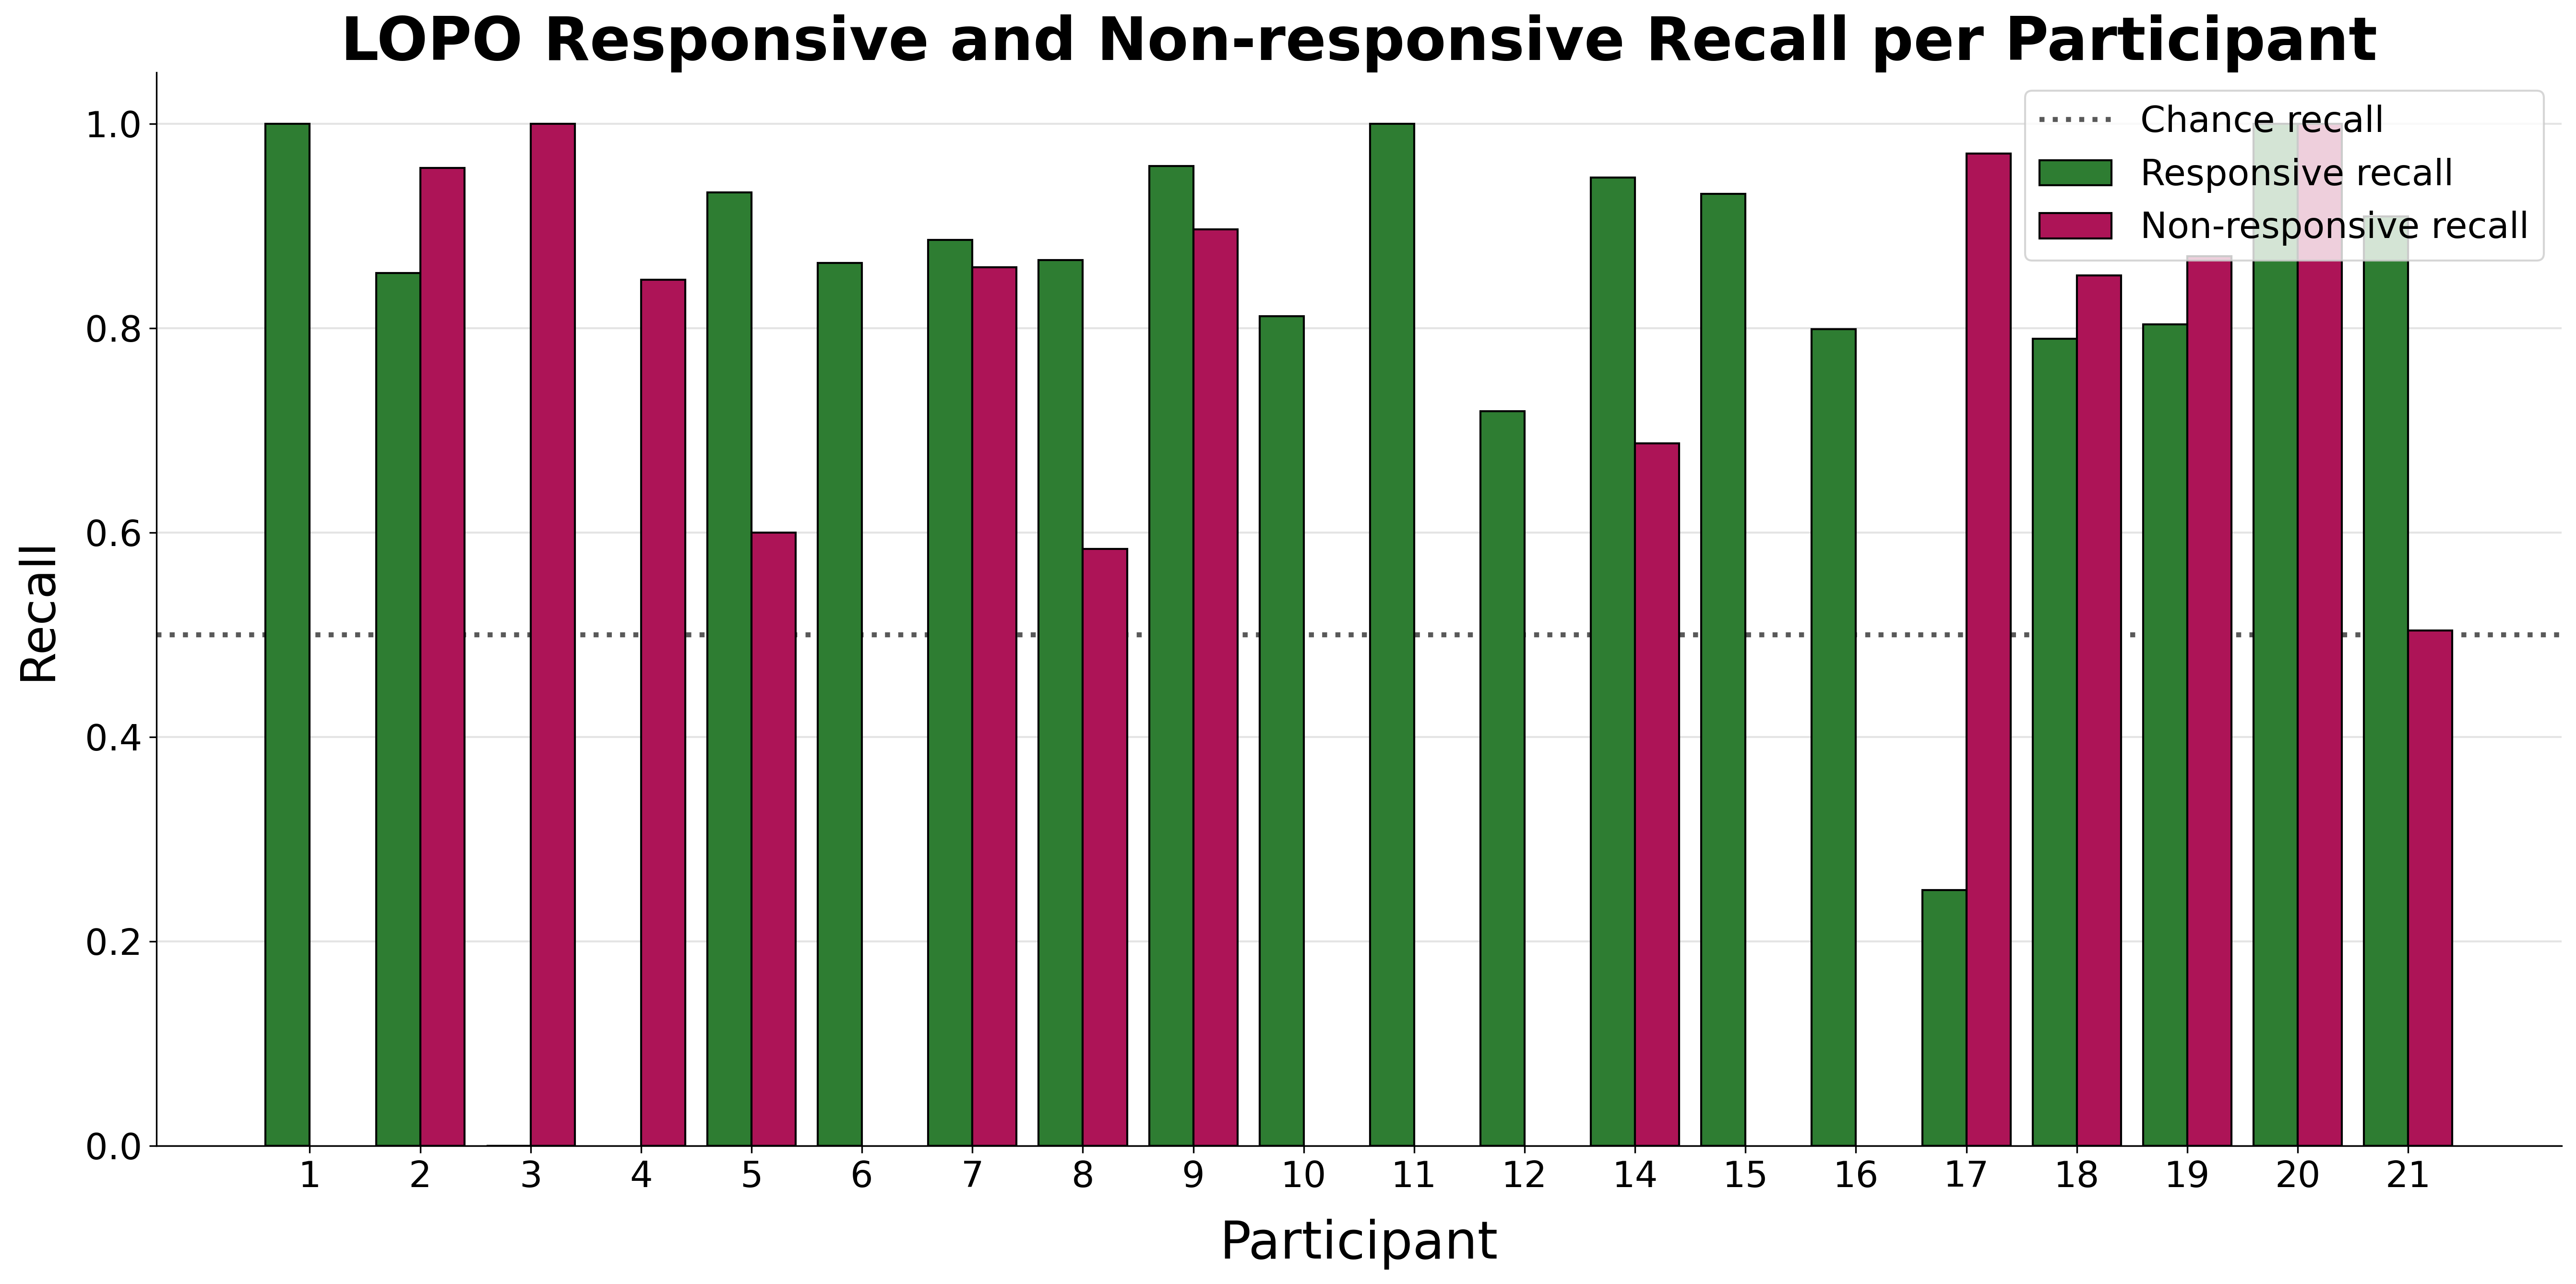 LOPO Responsive and Non-responsive Recall per Participant
Chance recall
Responsive recall
Non-responsive recall
Recall
1.0
0.8
0.6
0.4
0.2
0.0
1 2 3 4 5 6 7 8 9 10 11 12 14 15 16 17 18 19 20 21
Participant